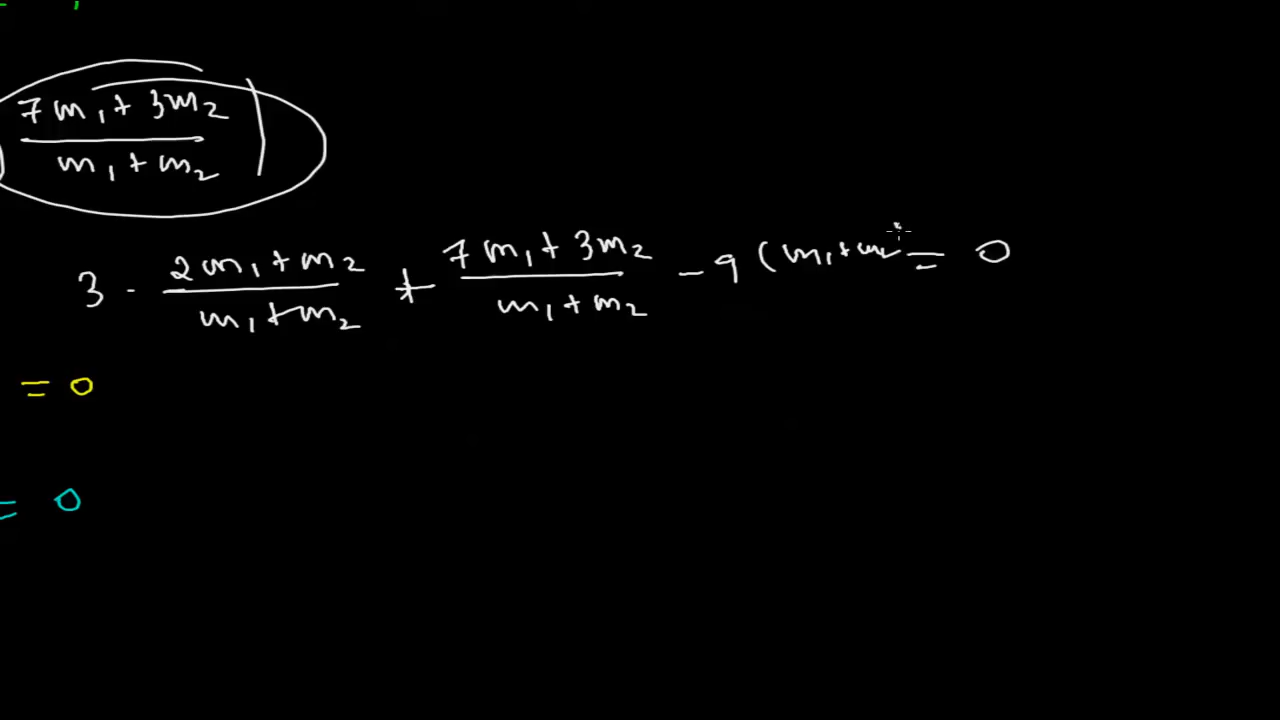 7m₁ + 3m₂
m₁ + m₂
3 · (2m₁ + m₂)/(m₁ + m₂) + (7m₁ + 3m₂)/(m₁ + m₂) - 9 (m₁ + m₂ = 0
= 0
= 0